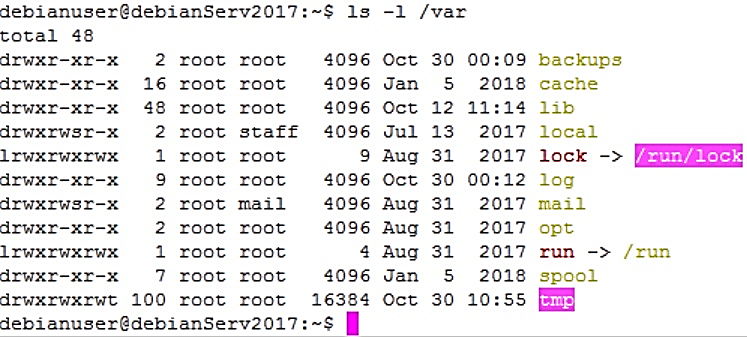 debianuser@debianServ2017:~$ ls -l /var
total 48
drwxr-xr-x   2 root root   4096 Oct 30 00:09 backups
drwxr-xr-x  16 root root   4096 Jan  5  2018 cache
drwxr-xr-x  48 root root   4096 Oct 12 11:14 lib
drwxrwsr-x   2 root staff  4096 Jul 13  2017 local
lrwxrwxrwx   1 root root      9 Aug 31  2017 lock -> /run/lock
drwxr-xr-x   9 root root   4096 Oct 30 00:12 log
drwxrwsr-x   2 root mail   4096 Aug 31  2017 mail
drwxr-xr-x   2 root root   4096 Aug 31  2017 opt
lrwxrwxrwx   1 root root      4 Aug 31  2017 run -> /run
drwxr-xr-x   7 root root   4096 Jan  5  2018 spool
drwxrwxrwt 100 root root  16384 Oct 30 10:55 tmp
debianuser@debianServ2017:~$